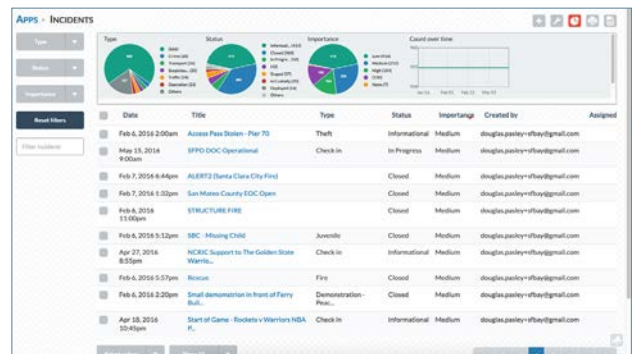 APPS › INCIDENTS
Type
Status
Importance
Count over time
Type
Status
Importance
Reset filters
Filter Incidents
Date Title Type Status Importance Created by Assigned
Feb 6, 2016 2:00am Access Pass Stolen - Pier 70 Theft Informational Medium douglas.pasley+sfbay@gmail.com
May 15, 2016 SFPD DOC Operational Check in In Progress Medium douglas.pasley+sfbay@gmail.com
9:00am
Feb 7, 2016 6:44pm ALERT2 (Santa Clara City Fire) Closed Medium douglas.pasley+sfbay@gmail.com
Feb 7, 2016 1:32pm San Mateo County EOC Open Closed Medium douglas.pasley+sfbay@gmail.com
Feb 6, 2016 STRUCTURE FIRE Closed Medium douglas.pasley+sfbay@gmail.com
11:00pm
Feb 6, 2016 5:12pm SBC - Missing Child Juvenile Closed Medium douglas.pasley+sfbay@gmail.com
Apr 27, 2016 NCRIC Support to The Golden State Check in Informational Medium douglas.pasley+sfbay@gmail.com
8:55pm Warrio...
Feb 6, 2016 5:57pm Rescue Fire Closed Medium douglas.pasley+sfbay@gmail.com
Feb 6, 2016 2:20pm Small demonstration in front of Ferry Demonstration - Closed Medium douglas.pasley+sfbay@gmail.com
Buil... Peac...
Apr 18, 2016 Start of Game - Rockets v Warriors NBA Check in Informational Medium douglas.pasley+sfbay@gmail.com
10:45pm P...